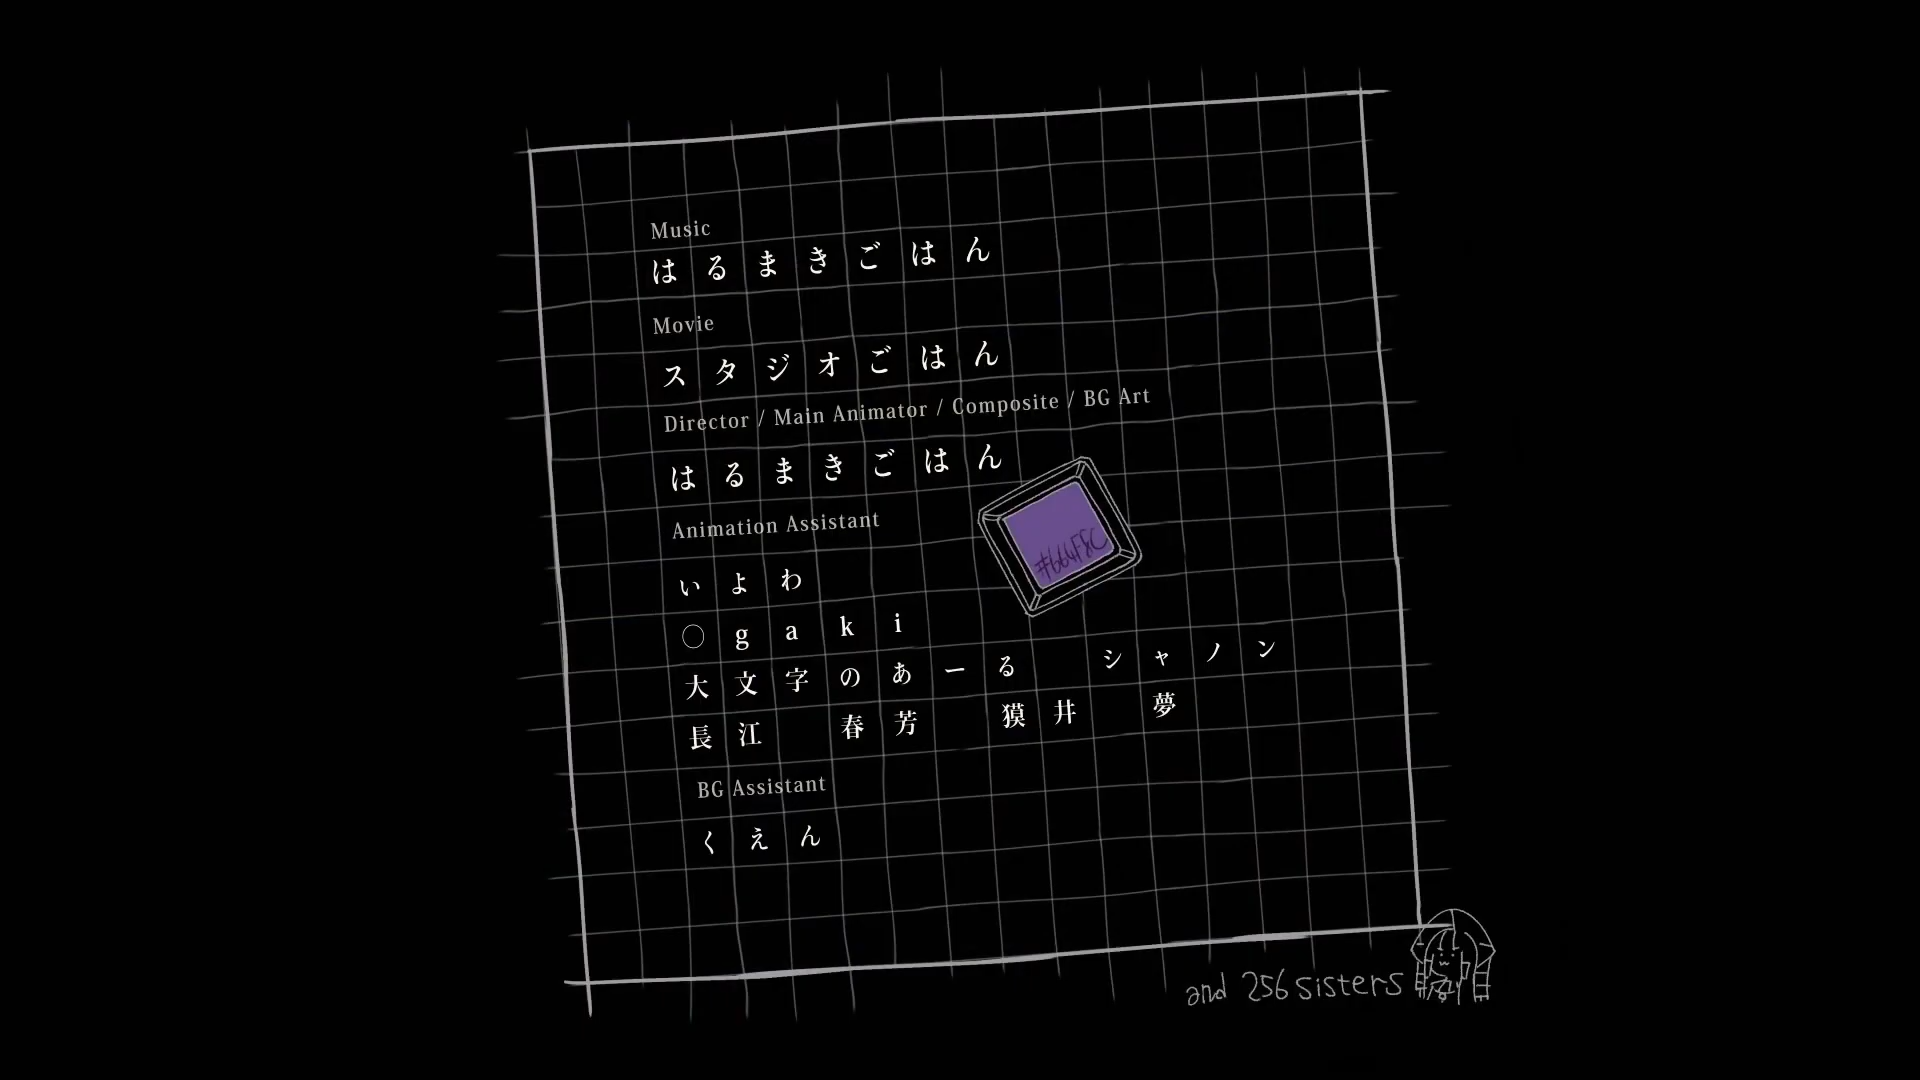 Music
はるまきごはん
Movie
スタジオごはん
Director / Main Animator / Composite / BG Art
はるまきごはん
Animation Assistant
いよわ
○gaki
大文字のあーる シャノン
長江 春芳 獏井 夢
BG Assistant
くえん
#664F8C
and 256 sisters